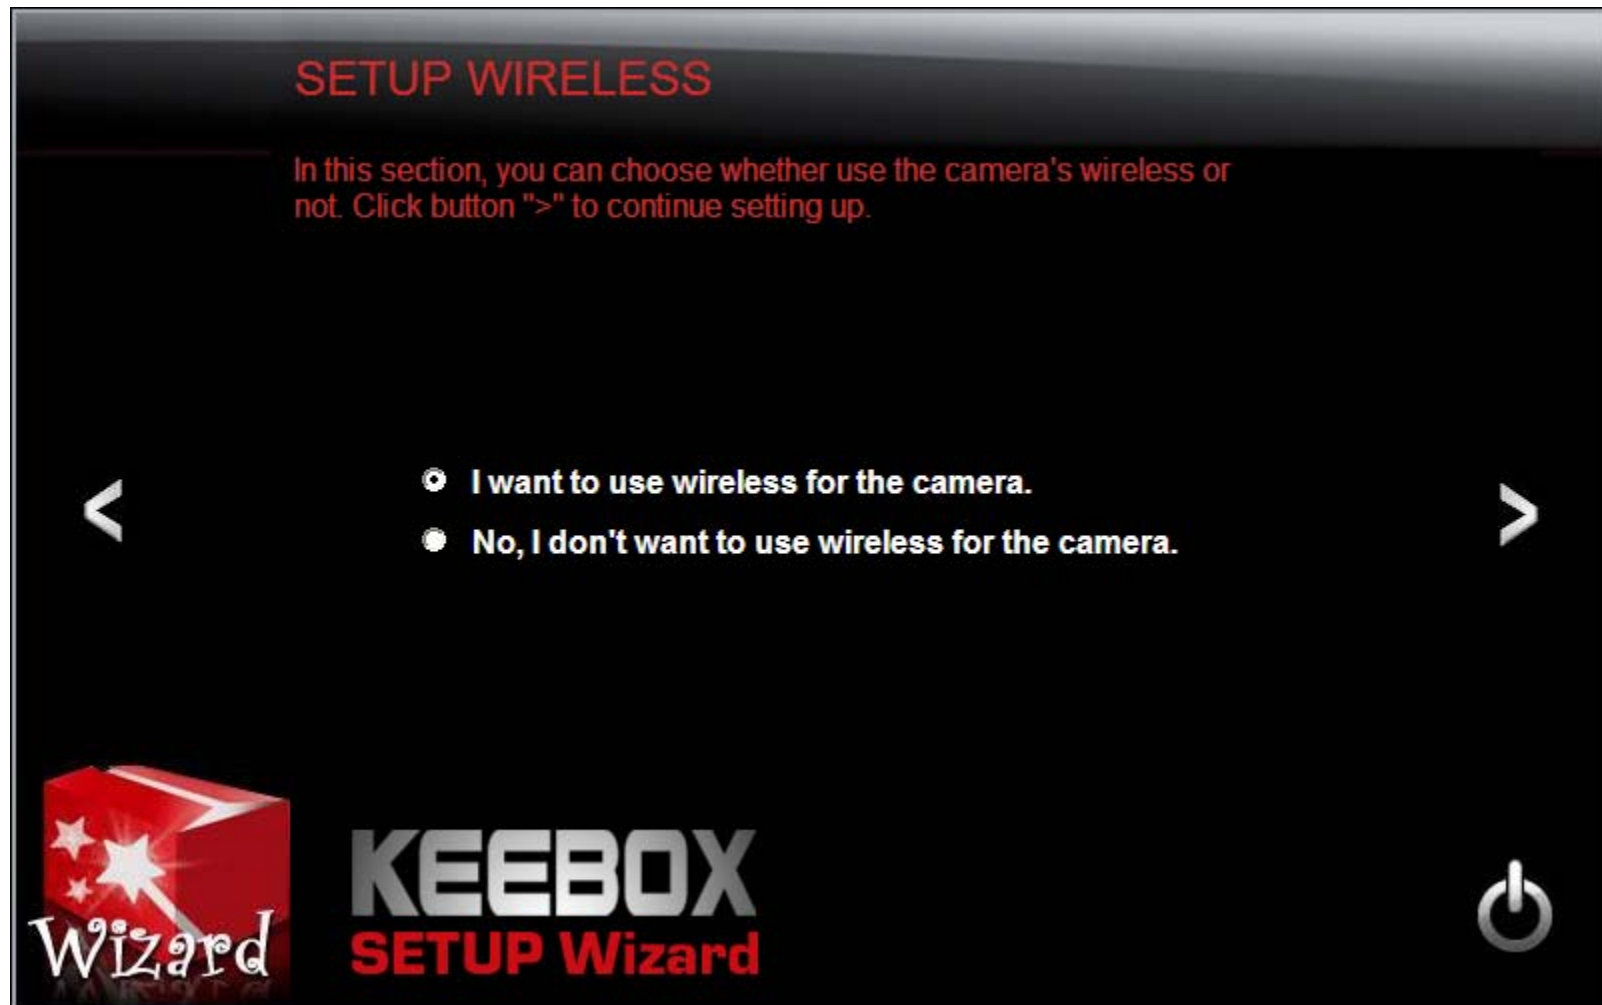 SETUP WIRELESS
In this section, you can choose whether use the camera's wireless or
not. Click button ">" to continue setting up.
<
I want to use wireless for the camera.
>
No, I don't want to use wireless for the camera.
Wizard
KEEBOX
SETUP Wizard